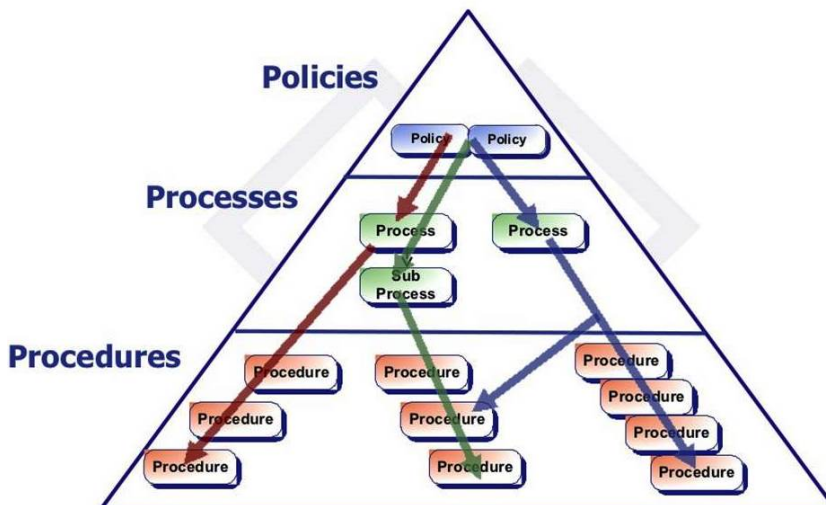 Policies
Policy Policy
Processes
Process Process
Sub
Process
Procedures
Procedure Procedure Procedure
Procedure
Procedure Procedure
Procedure
Procedure Procedure Procedure